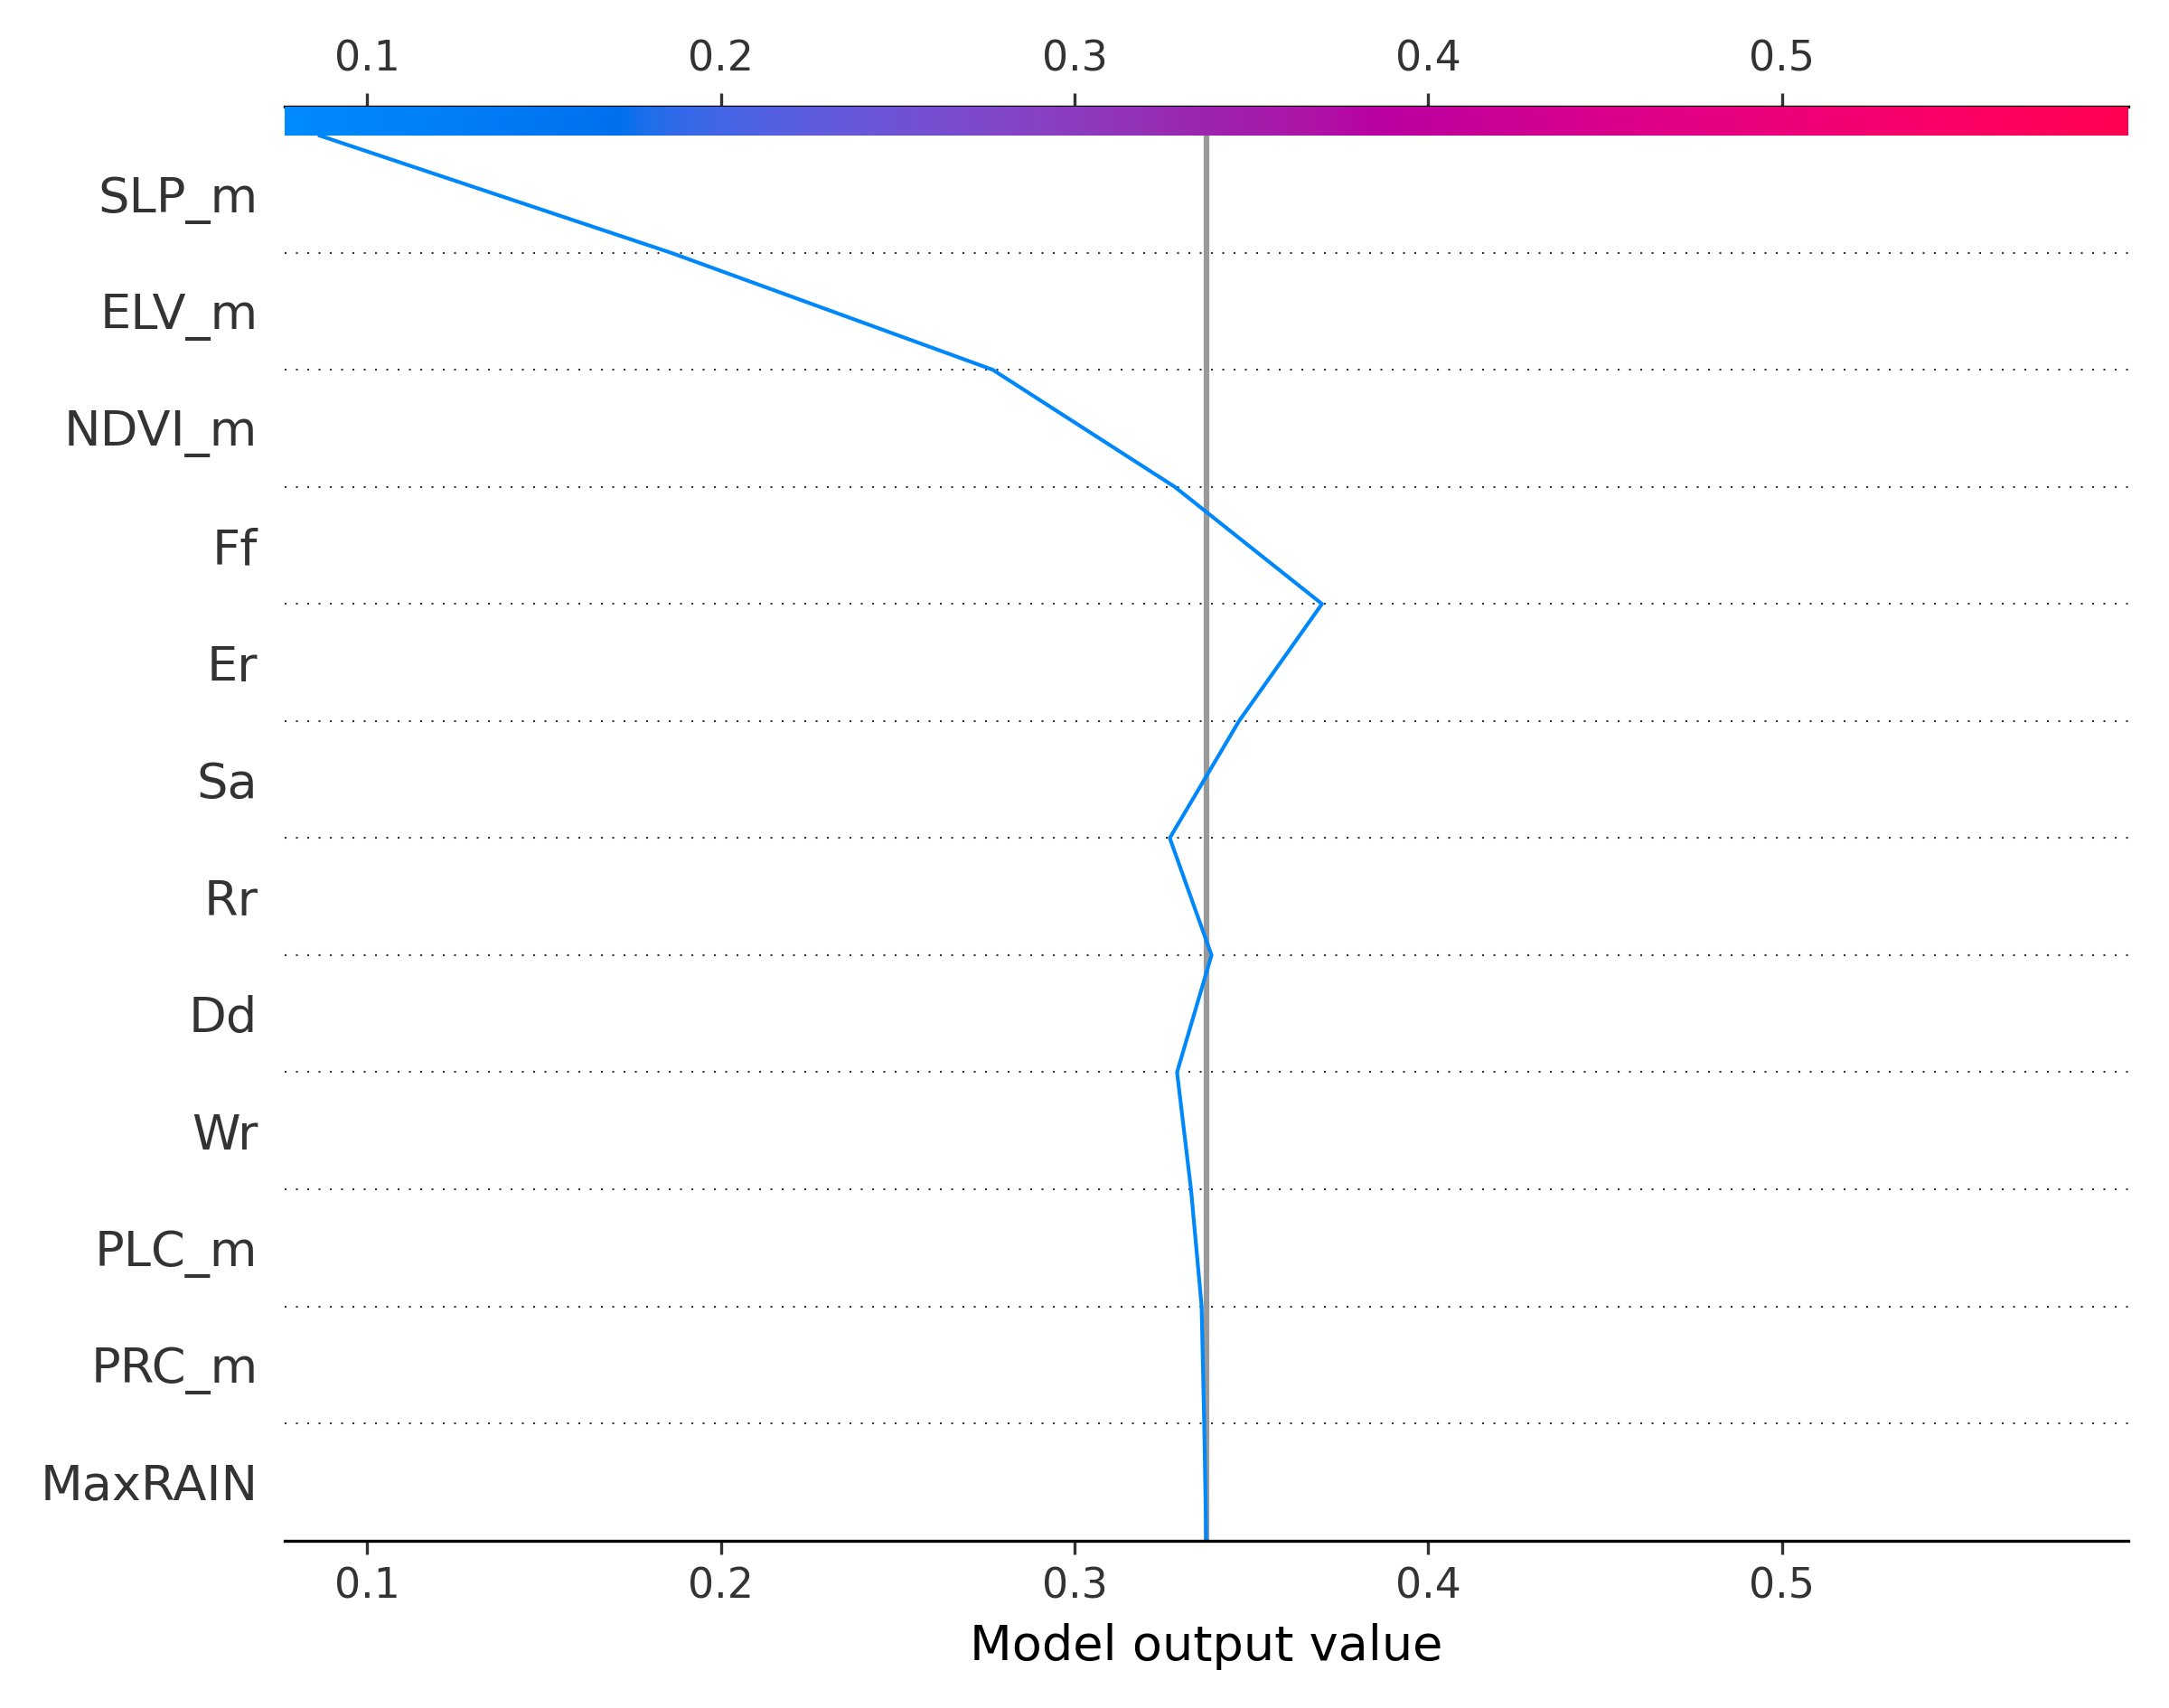 0.1 0.2 0.3 0.4 0.5
SLP_m
ELV_m
NDVI_m
Ff
Er
Sa
Rr
Dd
Wr
PLC_m
PRC_m
MaxRAIN
0.1 0.2 0.3 0.4 0.5
Model output value